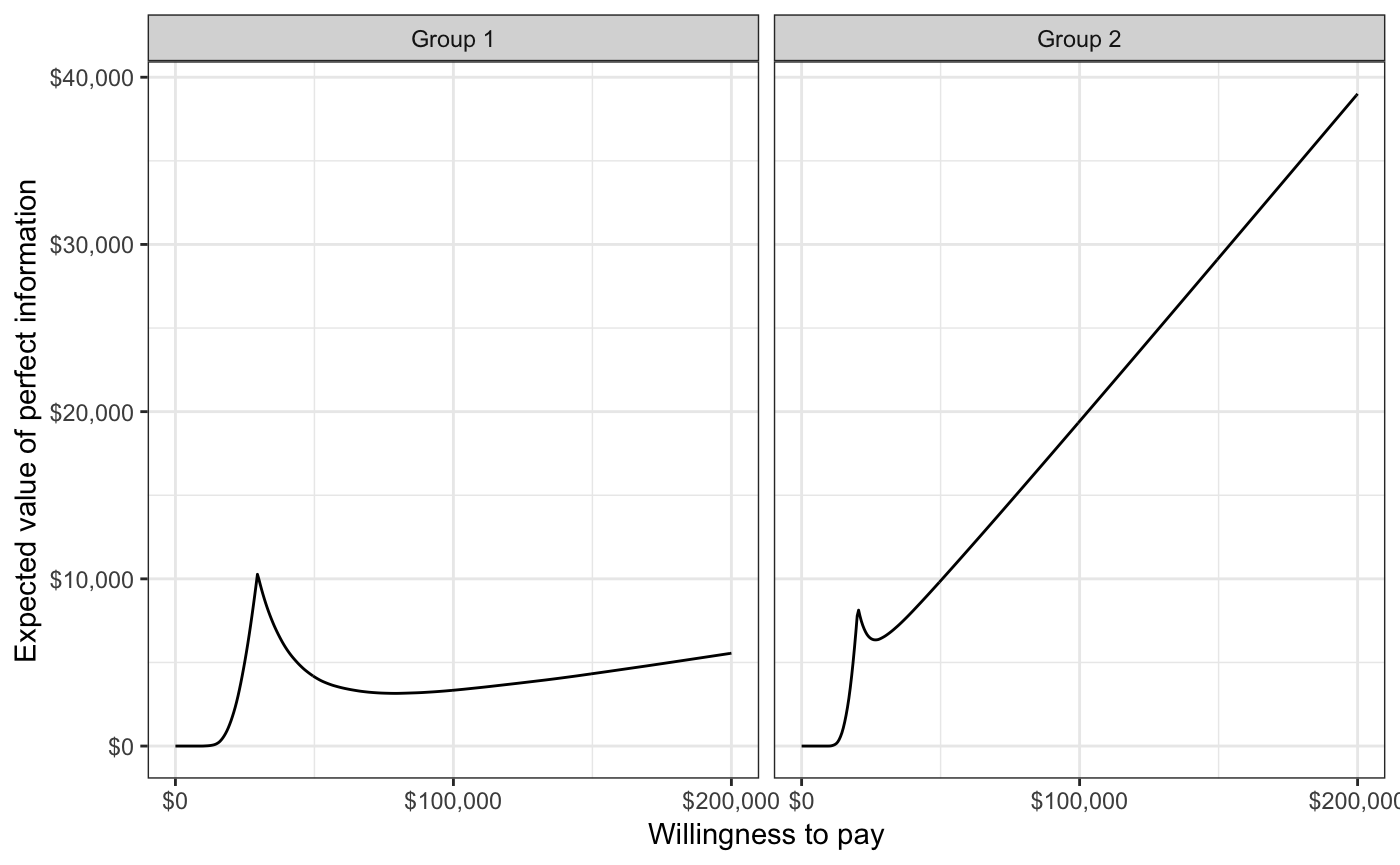 Group 1
Group 2
Expected value of perfect information
$40,000
$30,000
$20,000
$10,000
$0
$0
$100,000
$200,000
$0
$100,000
$200,000
Willingness to pay